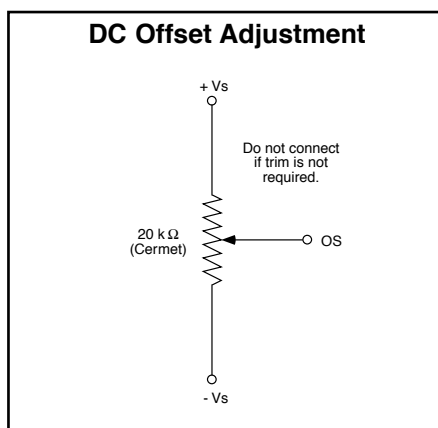 DC Offset Adjustment
+ Vs
Do not connect
if trim is not
required.
20 k Ω
(Cermet)
OS
- Vs